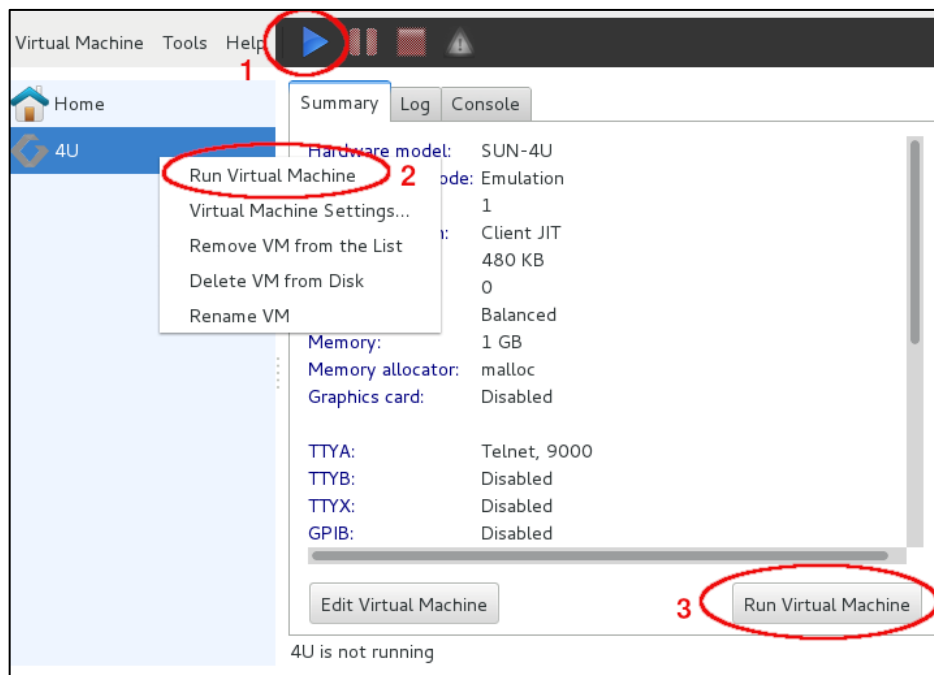 Virtual Machine Tools Help
1
Home
4U
Run Virtual Machine
2
Virtual Machine Settings...
Remove VM from the List
Delete VM from Disk
Rename VM
Summary Log Console
Hardware model: SUN-4U
ode: Emulation
1
n: Client JIT
480 KB
0
Balanced
Memory: 1 GB
Memory allocator: malloc
Graphics card: Disabled
TTYA: Telnet, 9000
TTYB: Disabled
TTYX: Disabled
GPIB: Disabled
Edit Virtual Machine
3
Run Virtual Machine
4U is not running